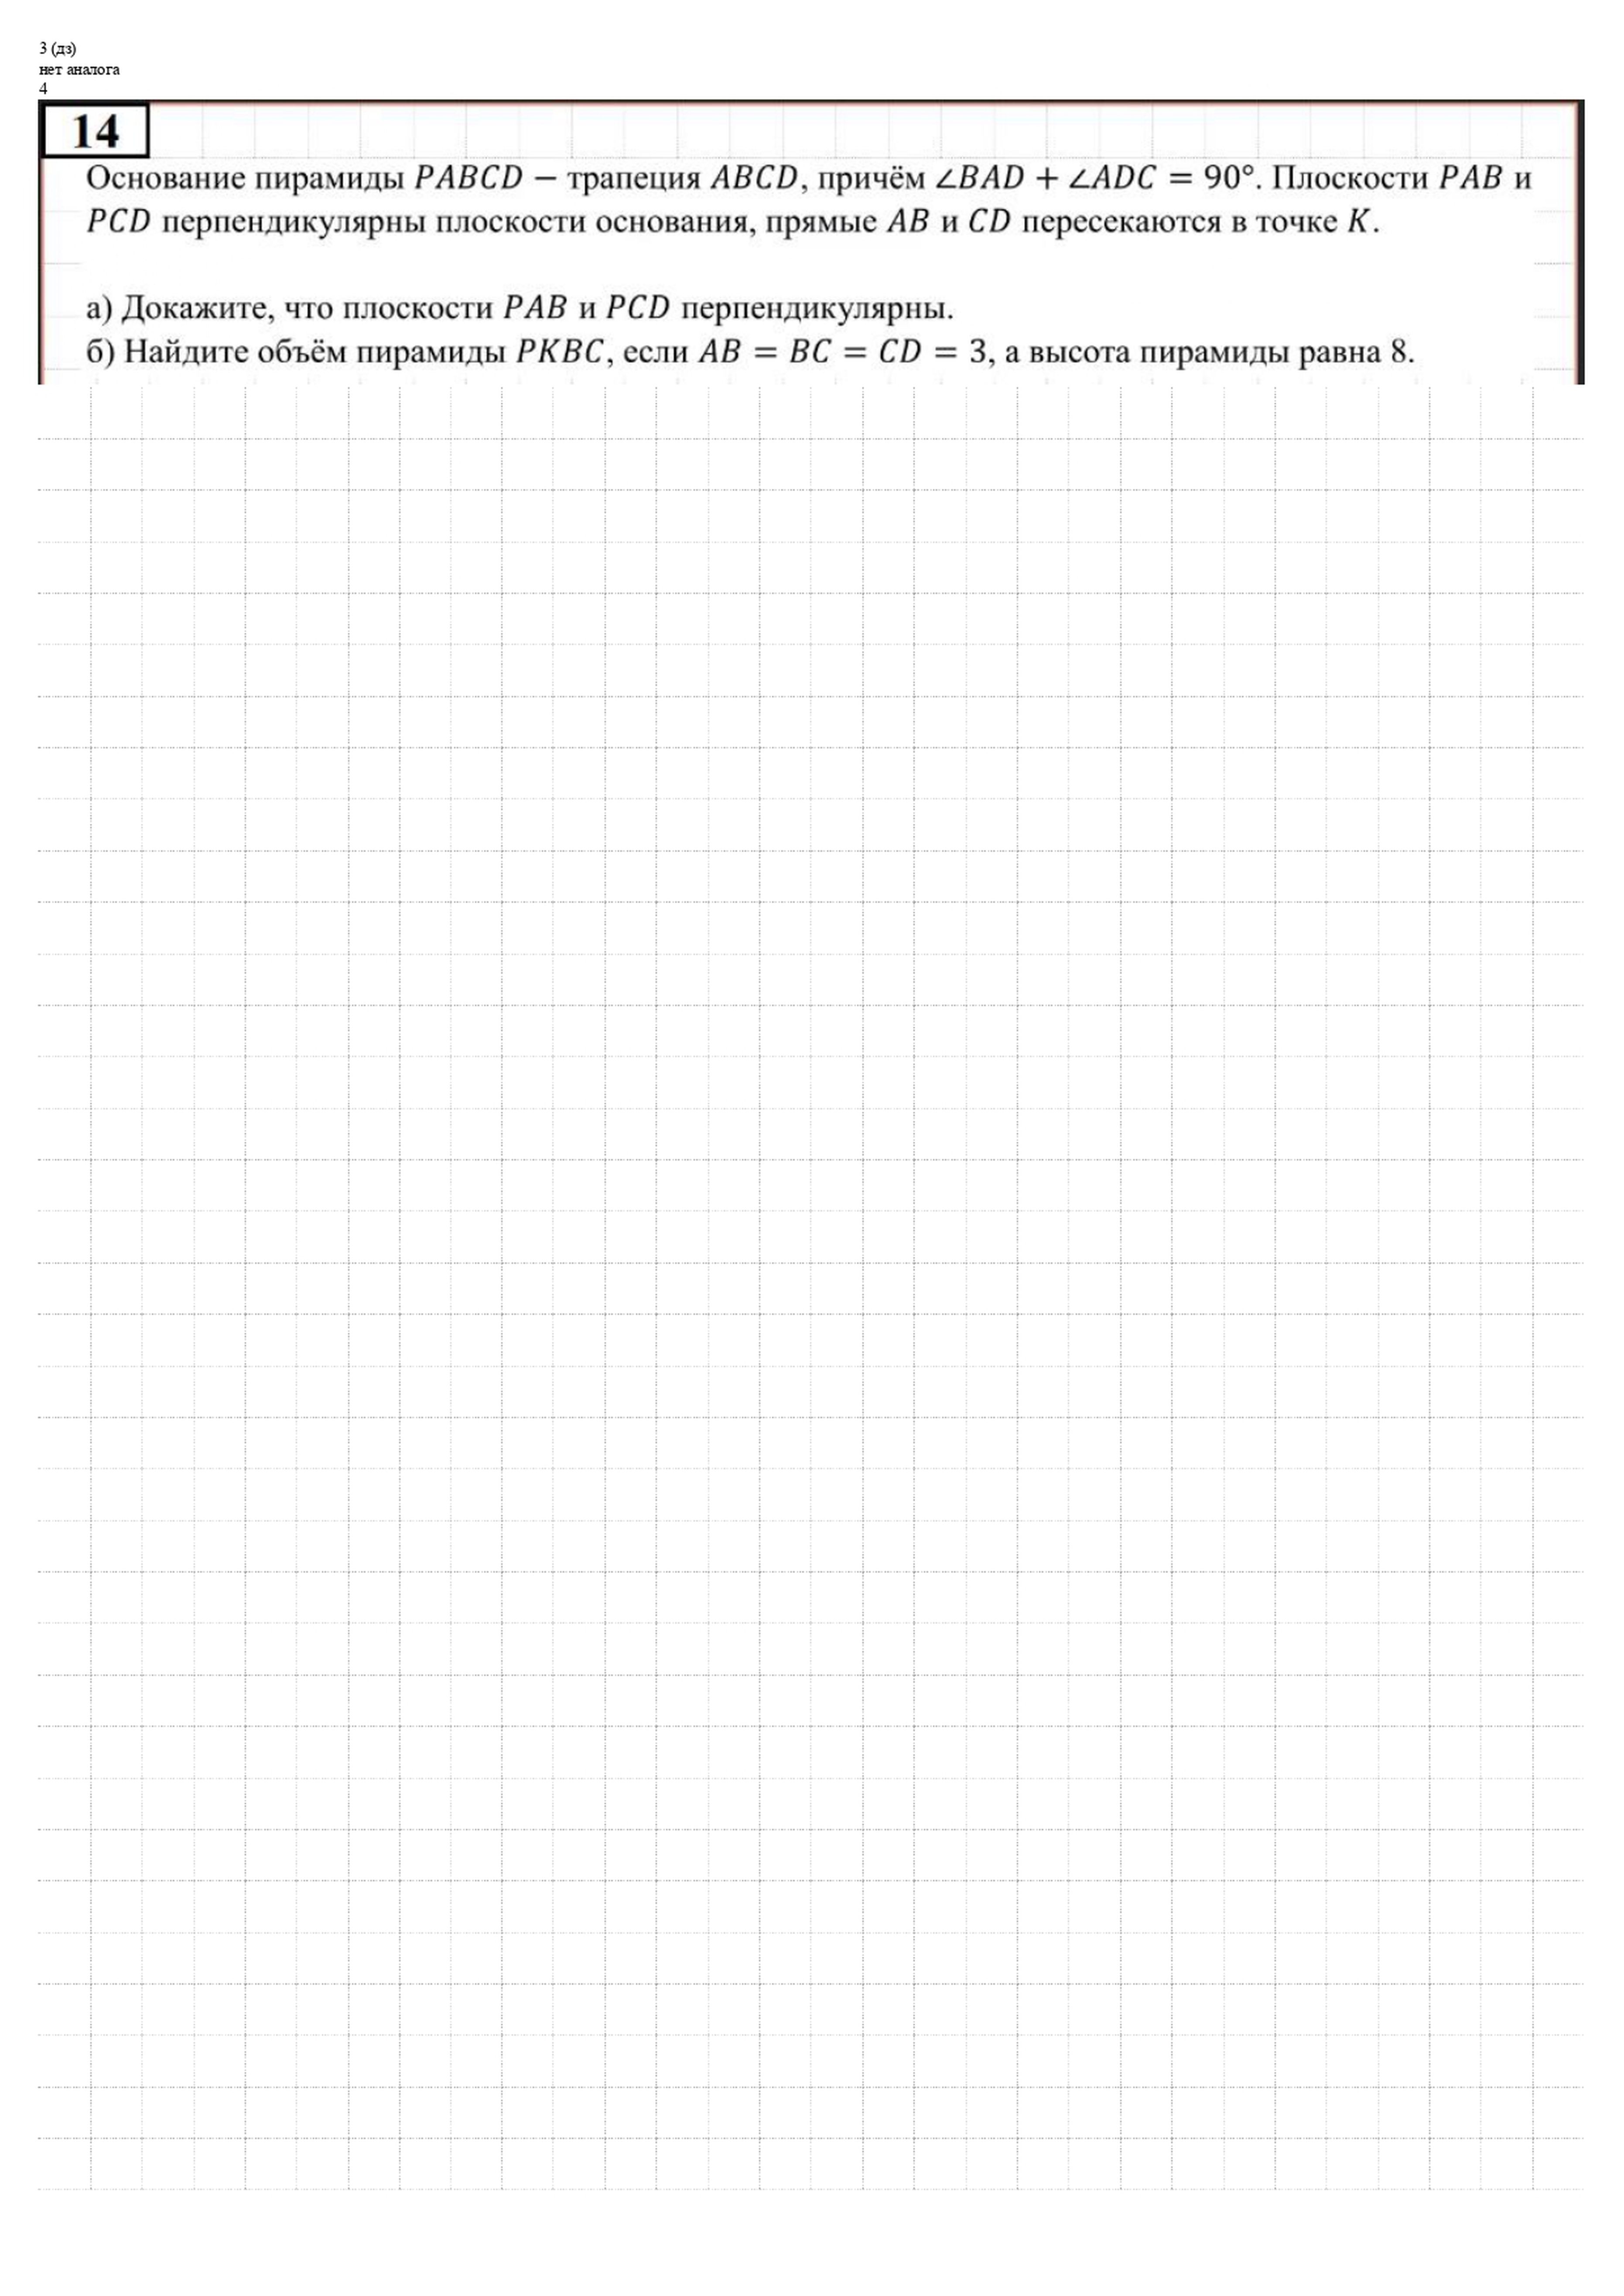 3 (дз)
нет аналога
4
14
Основание пирамиды PABCD − трапеция ABCD, причём ∠BAD + ∠ADC = 90°. Плоскости PAB и
PCD перпендикулярны плоскости основания, прямые AB и CD пересекаются в точке K.
а) Докажите, что плоскости PAB и PCD перпендикулярны.
б) Найдите объём пирамиды PKBC, если AB = BC = CD = 3, а высота пирамиды равна 8.